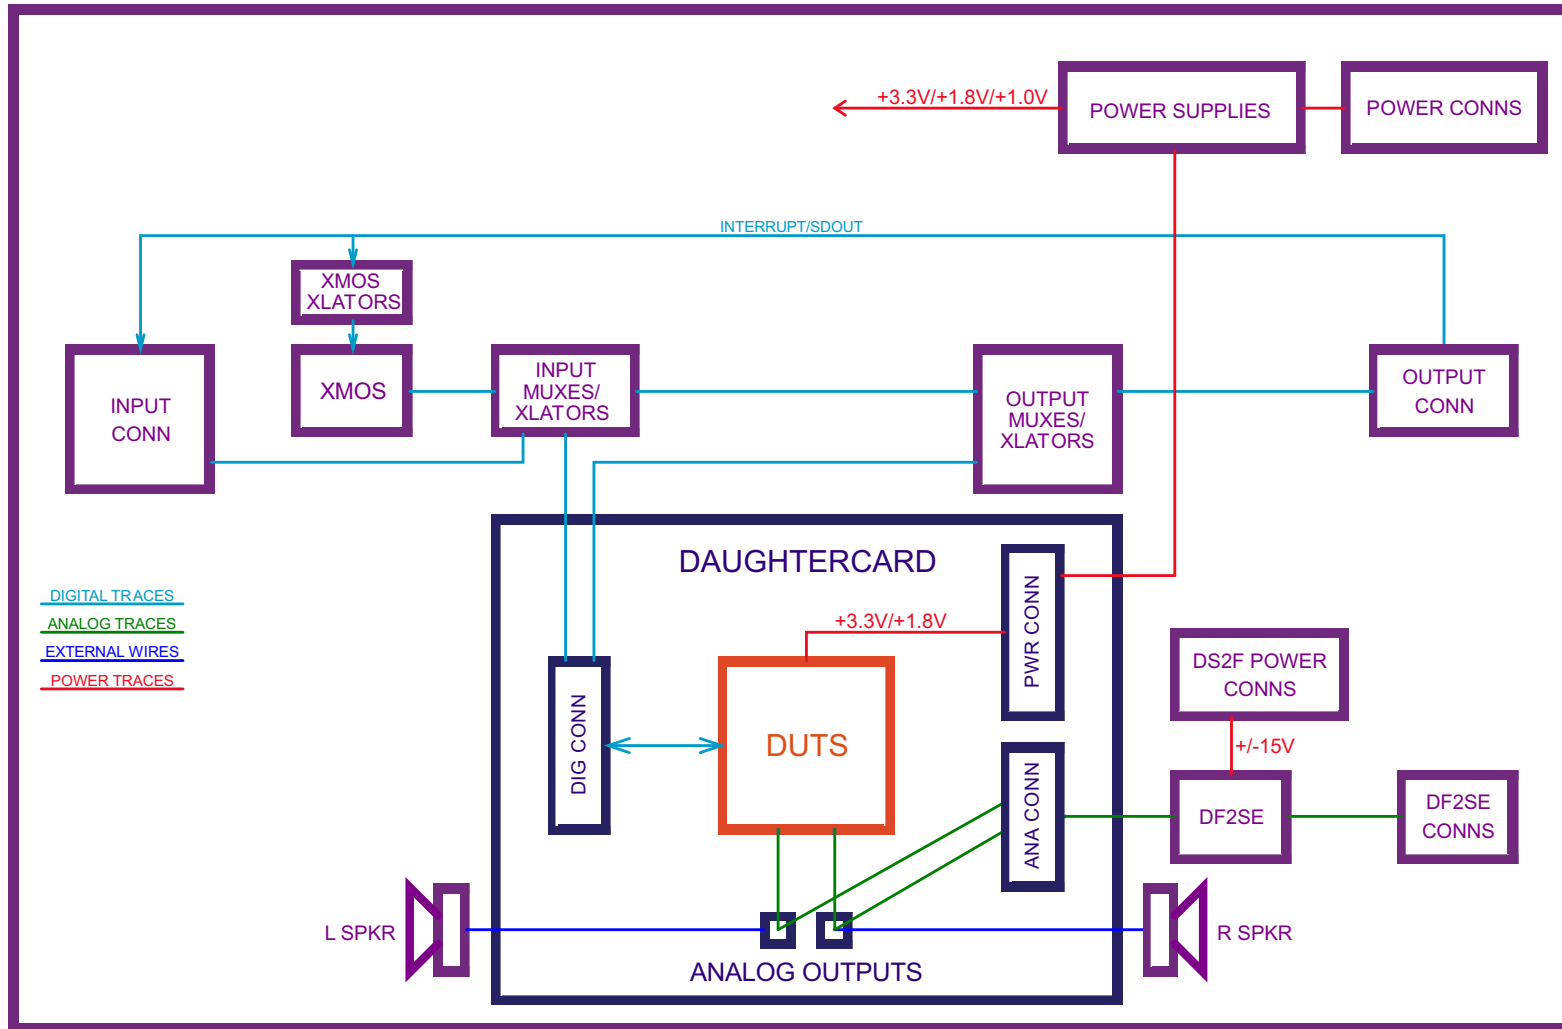 +3.3V/+1.8V/+1.0V
POWER SUPPLIES
POWER CONNS
INTERRUPT/SDOUT
XMOS
XLATORS
INPUT
CONN
XMOS
INPUT
MUXES/
XLATORS
OUTPUT
MUXES/
XLATORS
OUTPUT
CONN
DAUGHTERCARD
DIGITAL TRACES
ANALOG TRACES
EXTERNAL WIRES
POWER TRACES
+3.3V/+1.8V
PWR CONN
DIG CONN
DUTS
ANA CONN
DS2F POWER
CONNS
+/-15V
DF2SE
DF2SE
CONNS
L SPKR
R SPKR
ANALOG OUTPUTS